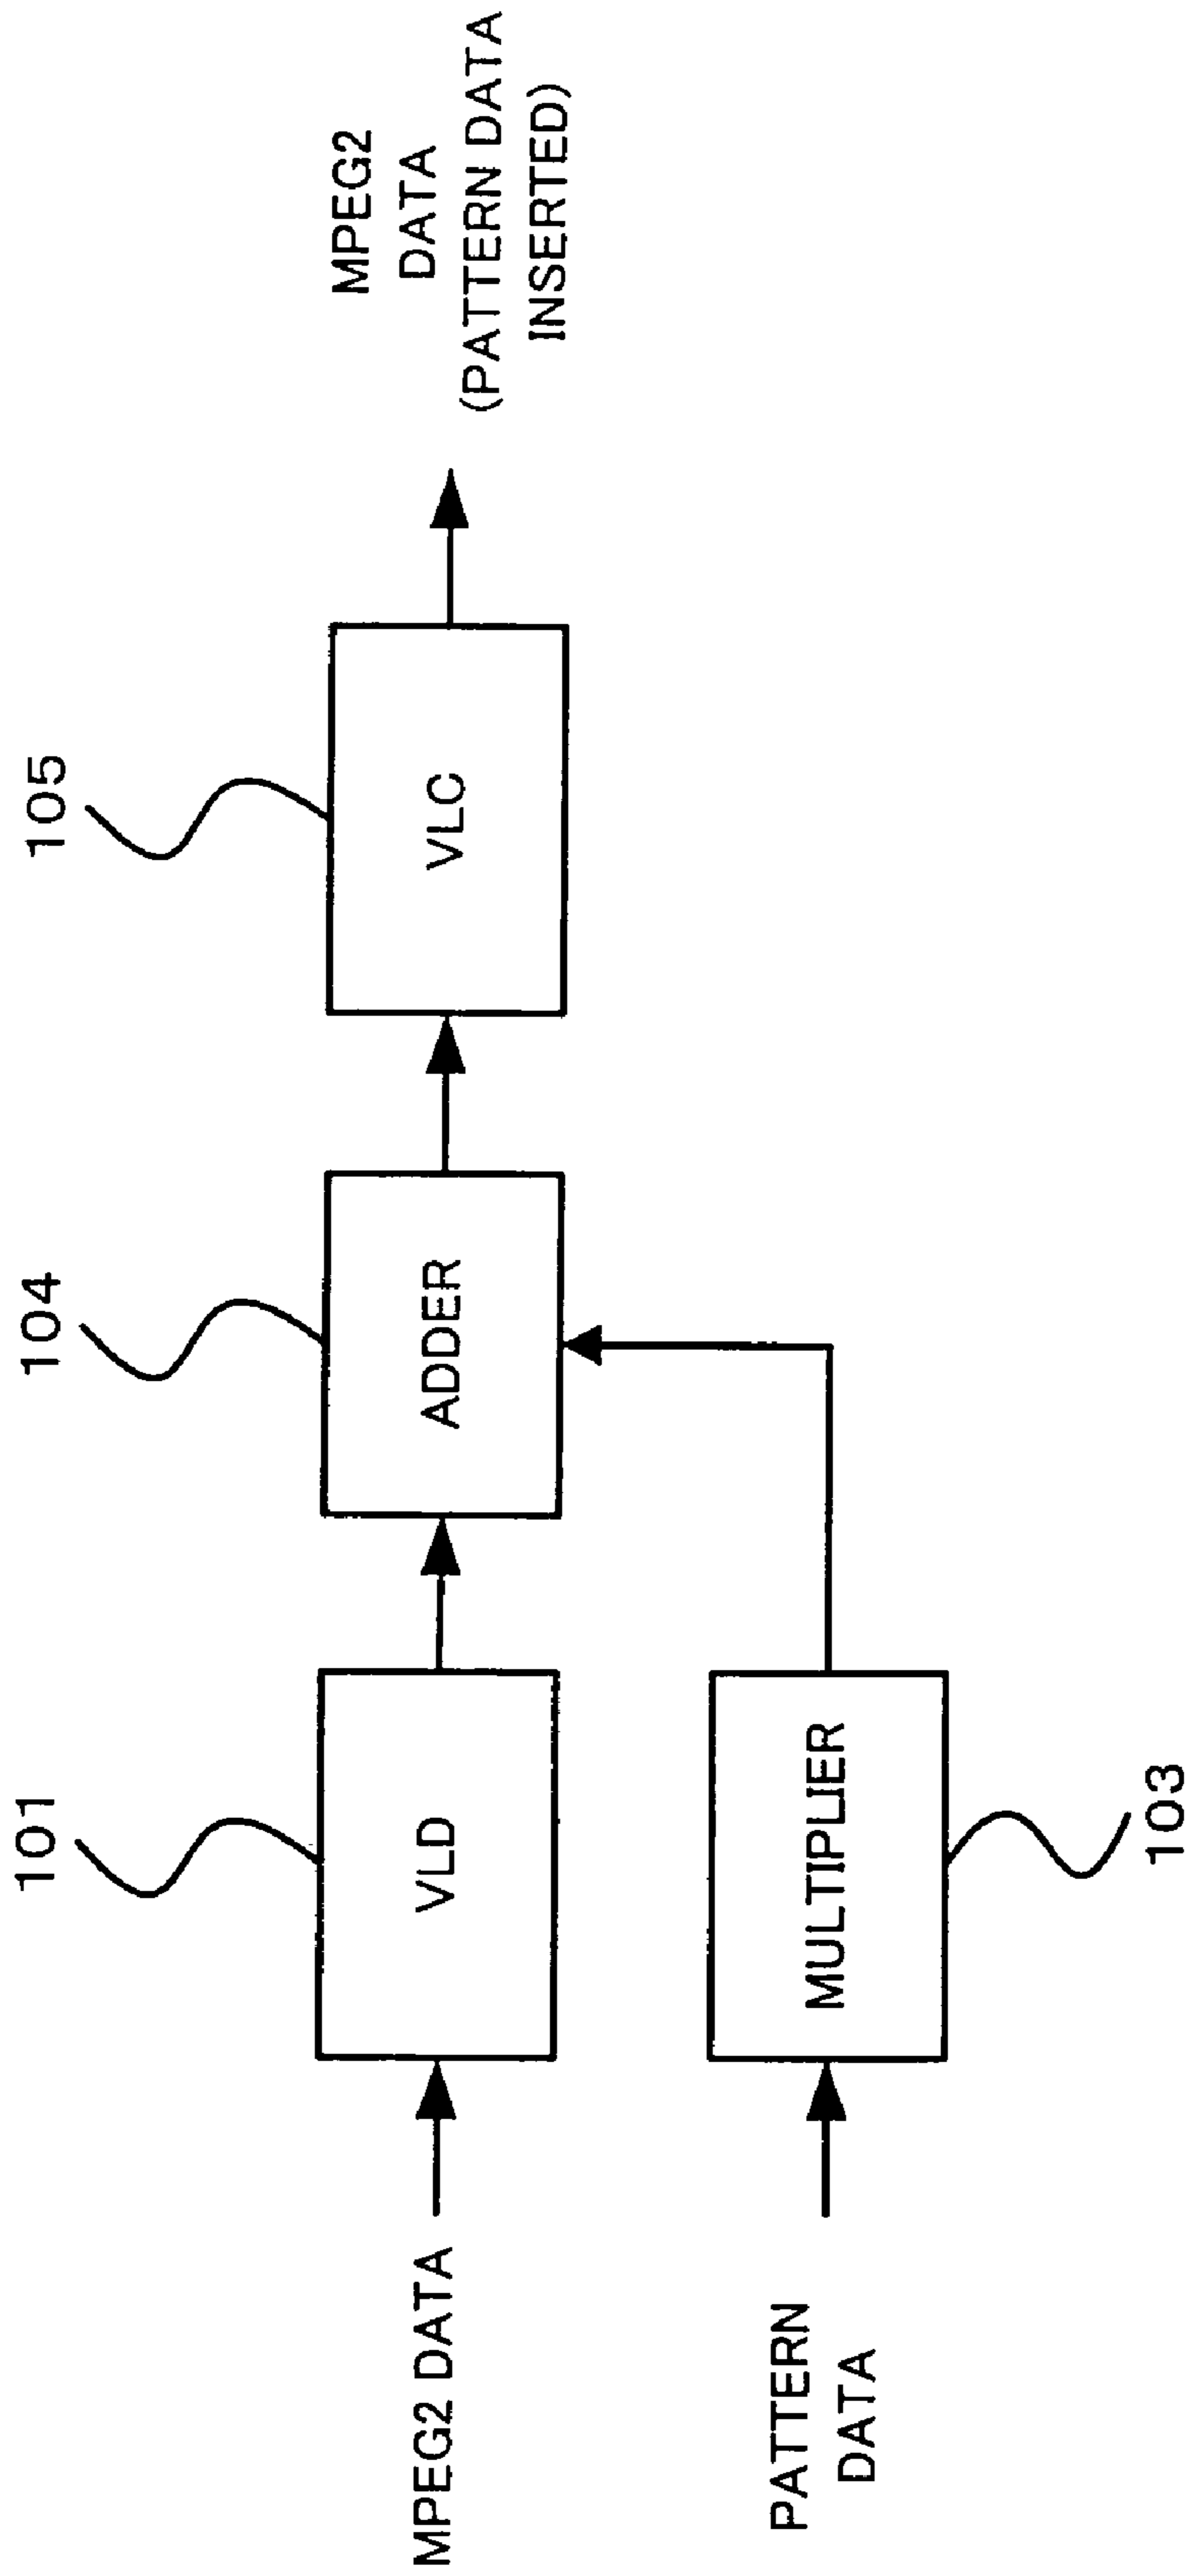 101
104
105
MPEG2 DATA
VLD
ADDER
VLC
MPEG2
DATA
(PATTERN DATA
INSERTED)
PATTERN
DATA
MULTIPLIER
103